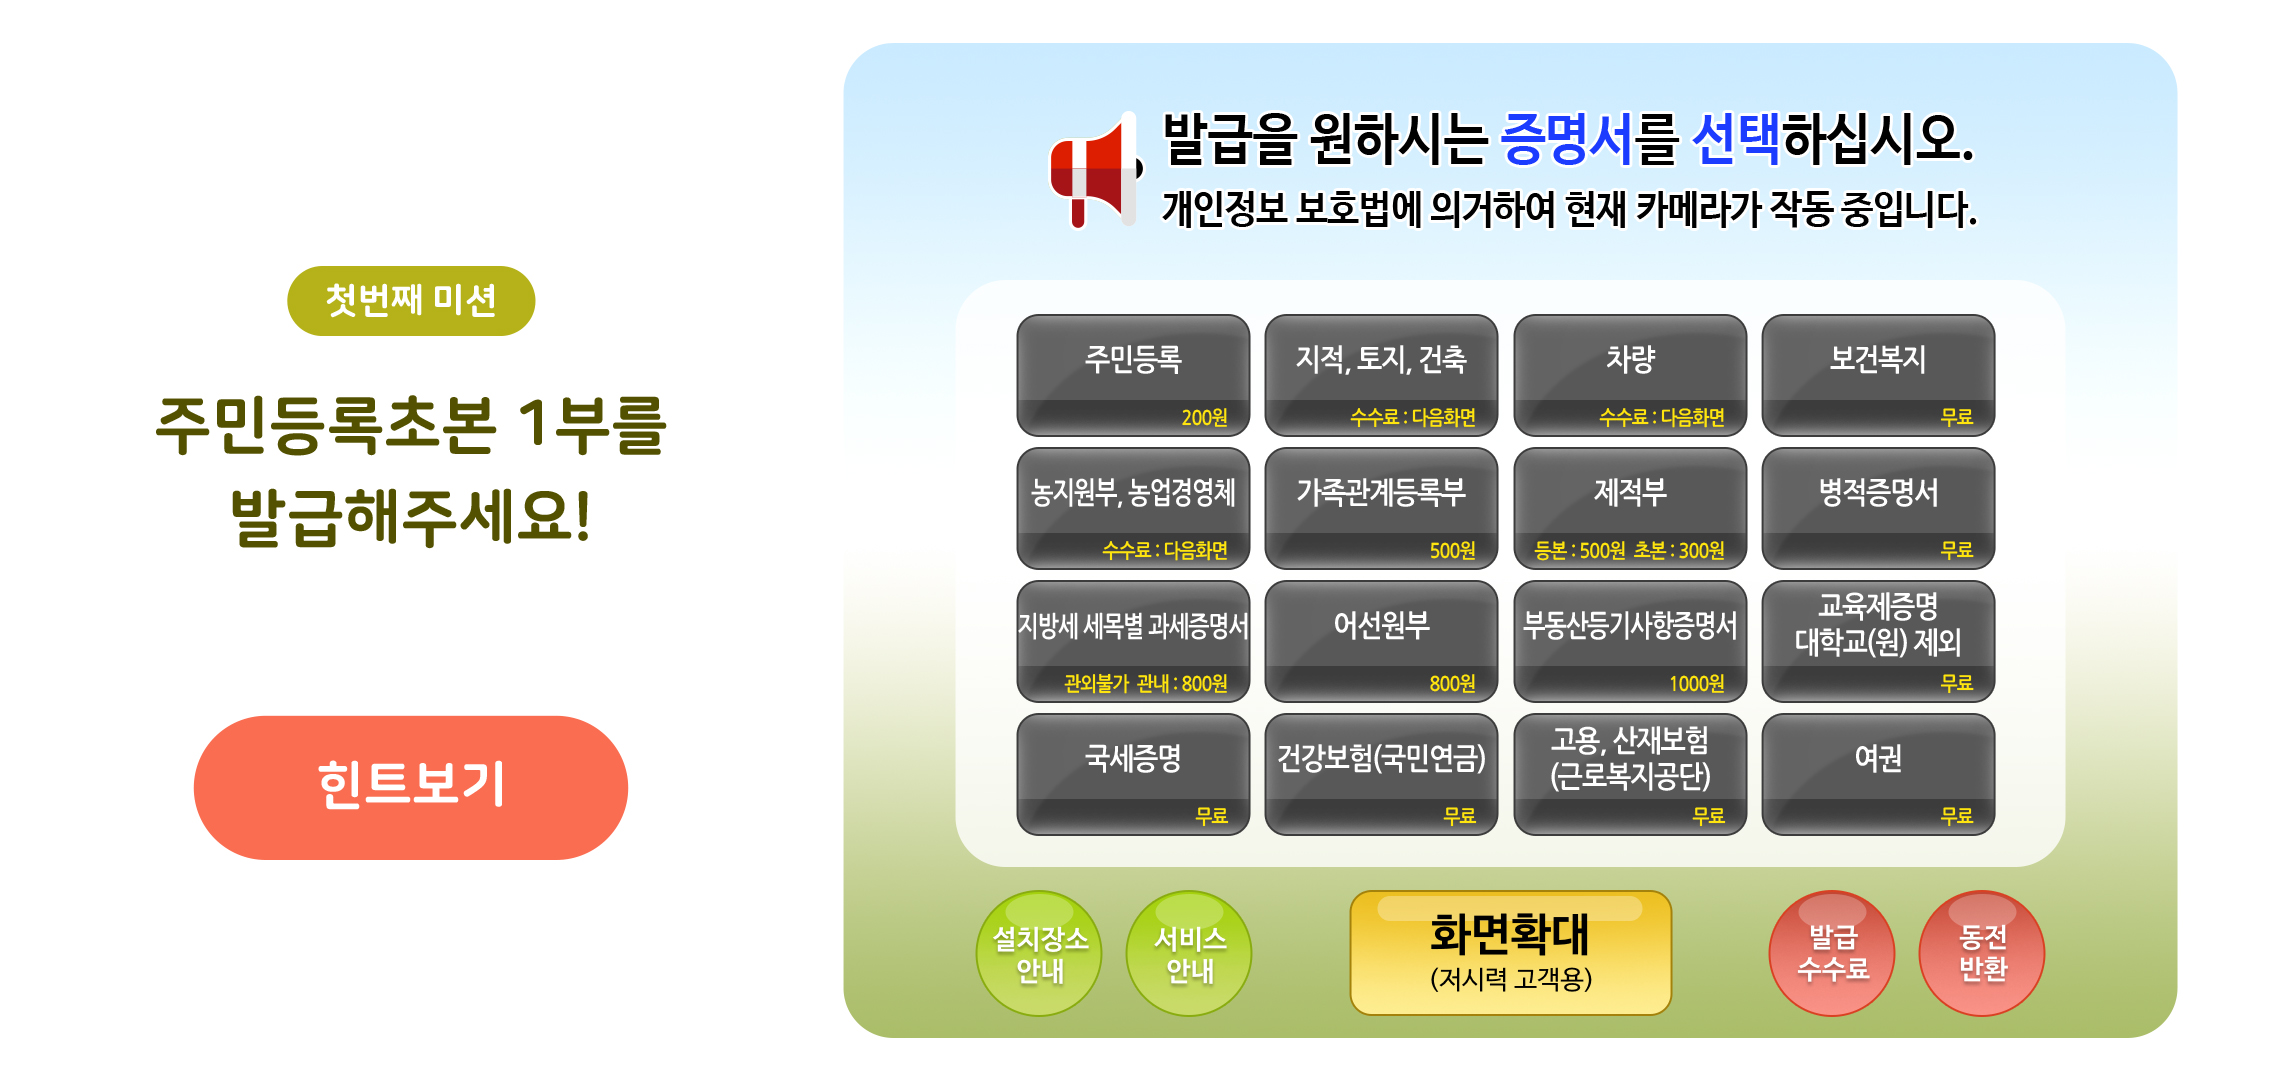 첫번째 미션
주민등록초본 1부를
발급해주세요!
힌트보기
발급을 원하시는 증명서를 선택하십시오.
개인정보 보호법에 의거하여 현재 카메라가 작동 중입니다.
주민등록
200원
지적, 토지, 건축
수수료 : 다음화면
차량
수수료 : 다음화면
보건복지
무료
농지원부, 농업경영체
수수료 : 다음화면
가족관계등록부
500원
제적부
등본 : 500원 초본 : 300원
병적증명서
무료
지방세 세목별 과세증명서
관외불가 관내 : 800원
어선원부
800원
부동산등기사항증명서
1000원
교육제증명
대학교(원) 제외
무료
국세증명
무료
건강보험(국민연금)
무료
고용, 산재보험
(근로복지공단)
무료
여권
무료
설치장소
안내
서비스
안내
화면확대
(저시력 고객용)
발급
수수료
동전
반환